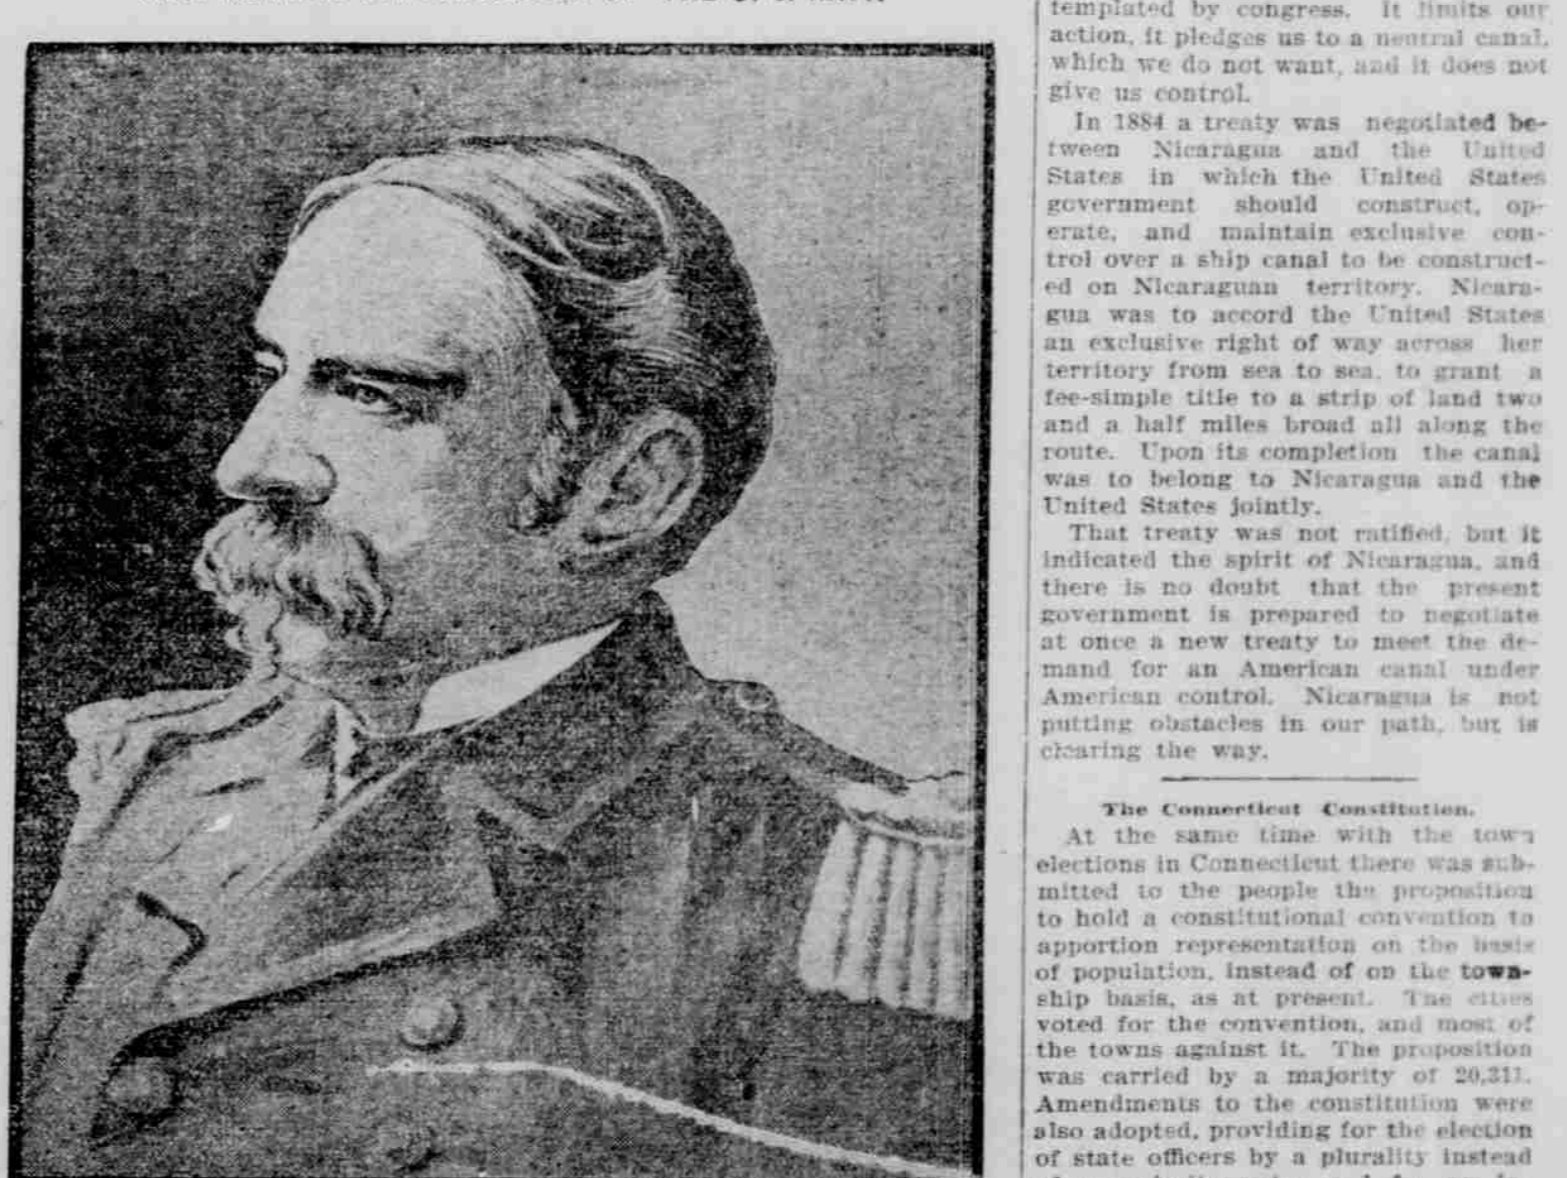 templated by congress. It limits our
action, it pledges us to a neutral canal,
which we do not want, and it does not
give us control.
In 1884 a treaty was negotiated be-
tween Nicaragua and the United
States in which the United States
government should construct, op-
erate, and maintain exclusive con-
trol over a ship canal to be construct-
ed on Nicaraguan territory. Nicara-
gua was to accord the United States
an exclusive right of way across her
territory from sea to sea, to grant a
fee-simple title to a strip of land two
and a half miles broad all along the
route. Upon its completion the canal
was to belong to Nicaragua and the
United States jointly.
That treaty was not ratified, but it
indicated the spirit of Nicaragua, and
there is no doubt that the present
government is prepared to negotiate
at once a new treaty to meet the de-
mand for an American canal under
American control. Nicaragua is not
putting obstacles in our path, but is
clearing the way.
The Connecticut Constitution.
At the same time with the town
elections in Connecticut there was sub-
mitted to the people the proposition
to hold a constitutional convention to
apportion representation on the basis
of population, instead of on the town-
ship basis, as at present. The cities
voted for the convention, and most of
the towns against it. The proposition
was carried by a majority of 20,311.
Amendments to the constitution were
also adopted, providing for the election
of state officers by a plurality instead